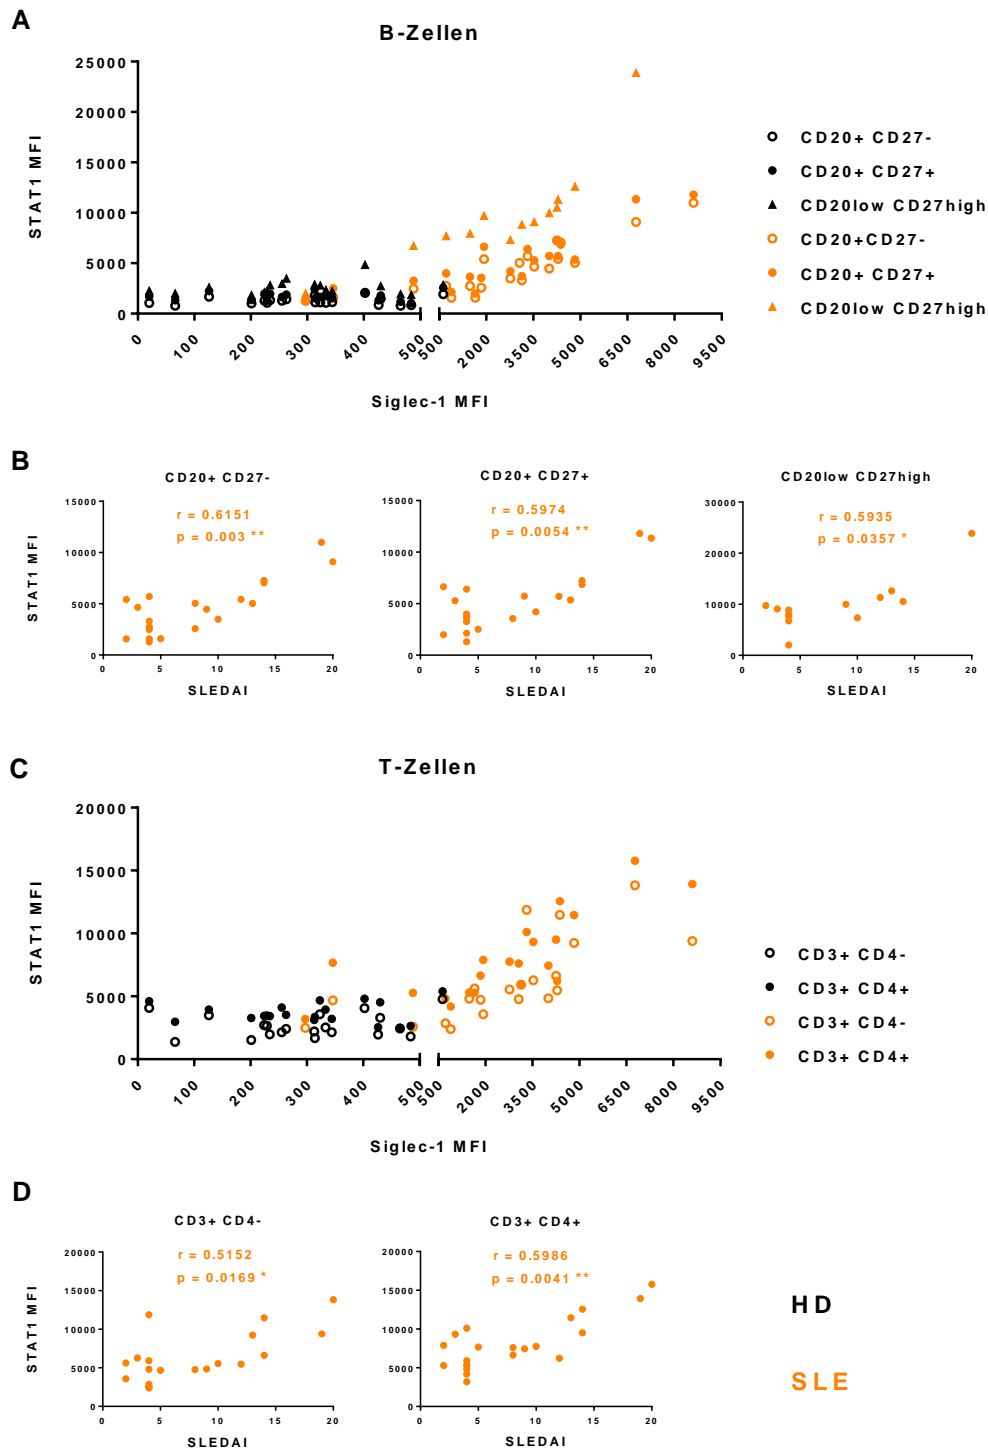 A
B-Zellen
25000
20000
15000
10000
5000
0
STAT1 MFI
0 100 200 300 400 500 500 2000 3500 5000 6500 8000 9500
Siglec-1 MFI
CD20+ CD27-
CD20+ CD27+
CD20low CD27high
CD20+CD27-
CD20+ CD27+
CD20low CD27high
B
CD20+ CD27-
r = 0.6151
p = 0.003 **
15000
10000
5000
0
STAT1 MFI
0 5 10 15 20
SLEDAI
CD20+ CD27+
r = 0.5974
p = 0.0054 **
15000
10000
5000
0
0 5 10 15 20
SLEDAI
CD20low CD27high
r = 0.5935
p = 0.0357 *
30000
20000
10000
0
0 5 10 15 20
SLEDAI
C
T-Zellen
20000
15000
10000
5000
0
STAT1 MFI
0 100 200 300 400 500 500 2000 3500 5000 6500 8000 9500
Siglec-1 MFI
CD3+ CD4-
CD3+ CD4+
CD3+ CD4-
CD3+ CD4+
D
CD3+ CD4-
r = 0.5152
p = 0.0169 *
20000
15000
10000
5000
0
STAT1 MFI
0 5 10 15 20
SLEDAI
CD3+ CD4+
r = 0.5986
p = 0.0041 **
20000
15000
10000
5000
0
0 5 10 15 20
SLEDAI
HD
SLE